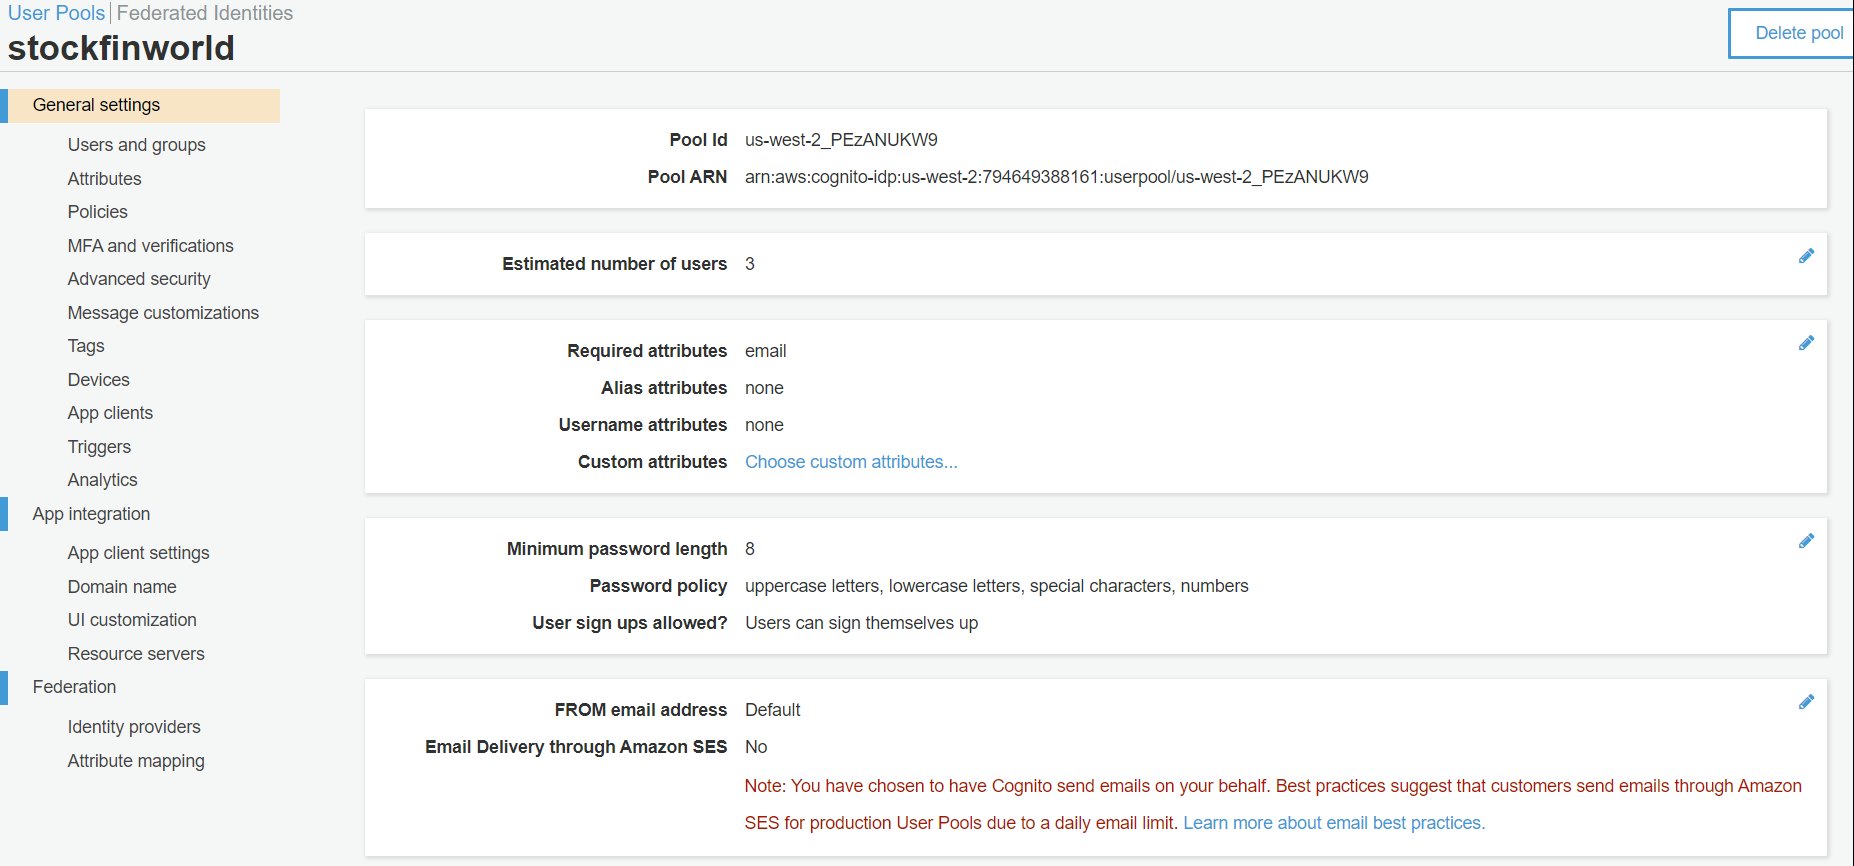 User Pools | Federated Identities
stockfinworld
Delete pool
General settings
Users and groups
Attributes
Policies
MFA and verifications
Advanced security
Message customizations
Tags
Devices
App clients
Triggers
Analytics
App integration
App client settings
Domain name
UI customization
Resource servers
Federation
Identity providers
Attribute mapping
Pool Id us-west-2_PEzANUKW9
Pool ARN arn:aws:cognito-idp:us-west-2:794649388161:userpool/us-west-2_PEzANUKW9
Estimated number of users 3
Required attributes email
Alias attributes none
Username attributes none
Custom attributes Choose custom attributes...
Minimum password length 8
Password policy uppercase letters, lowercase letters, special characters, numbers
User sign ups allowed? Users can sign themselves up
FROM email address Default
Email Delivery through Amazon SES No
Note: You have chosen to have Cognito send emails on your behalf. Best practices suggest that customers send emails through Amazon
SES for production User Pools due to a daily email limit. Learn more about email best practices.